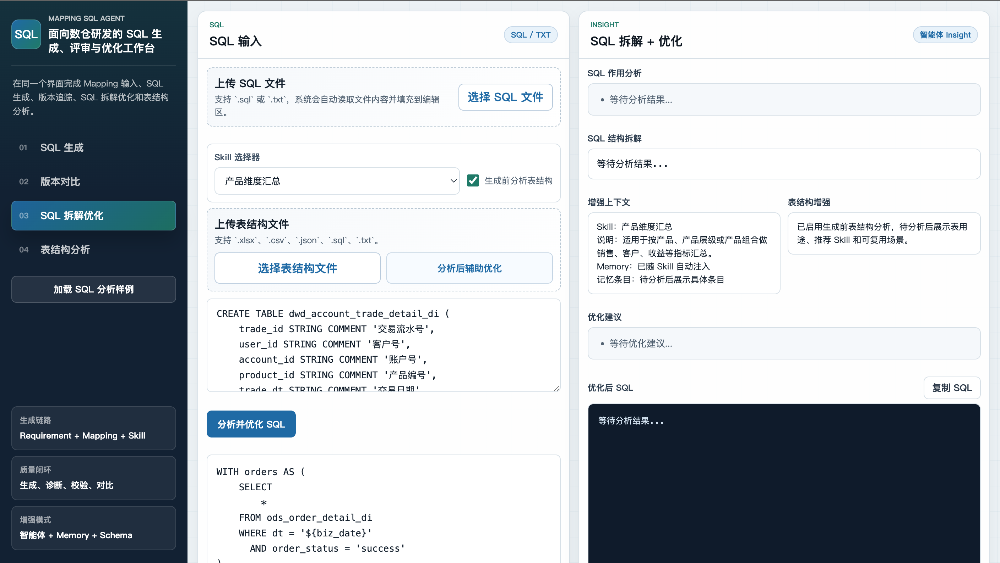 SQL
MAPPING SQL AGENT
面向数仓研发的 SQL 生
成、评审与优化工作台
在同一个界面完成 Mapping 输入、SQL
生成、版本追踪、SQL 拆解优化和表结构
分析。
01 SQL 生成
02 版本对比
03 SQL 拆解优化
04 表结构分析
加载 SQL 分析样例
生成链路
Requirement + Mapping + Skill
质量闭环
生成、诊断、校验、对比
增强模式
智能体 + Memory + Schema
SQL
SQL 输入
SQL / TXT
上传 SQL 文件
支持 `.sql` 或 `.txt`，系统会自动读取文件内容并填充到编辑
区。
选择 SQL 文件
Skill 选择器
产品维度汇总
生成前分析表结构
上传表结构文件
支持 `.xlsx`、`.csv`、`.json`、`.sql`、`.txt`。
选择表结构文件
分析后辅助优化
CREATE TABLE dwd_account_trade_detail_di (
trade_id STRING COMMENT '交易流水号',
user_id STRING COMMENT '客户号',
account_id STRING COMMENT '账户号',
product_id STRING COMMENT '产品编号',
trade_dt STRING COMMENT '交易日期'
分析并优化 SQL
WITH orders AS (
SELECT
*
FROM ods_order_detail_di
WHERE dt = '${biz_date}'
AND order_status = 'success'
)
INSIGHT
SQL 拆解 + 优化
智能体 Insight
SQL 作用分析
• 等待分析结果...
SQL 结构拆解
等待分析结果...
增强上下文
Skill：产品维度汇总
说明：适用于按产品、产品层级或产品组合做
销售、客户、收益等指标汇总。
Memory：已随 Skill 自动注入
记忆条目：待分析后展示具体条目
表结构增强
已启用生成前表结构分析，待分析后展示表用
途、推荐 Skill 和可复用场景。
优化建议
• 等待优化建议...
优化后 SQL
复制 SQL
等待分析结果...